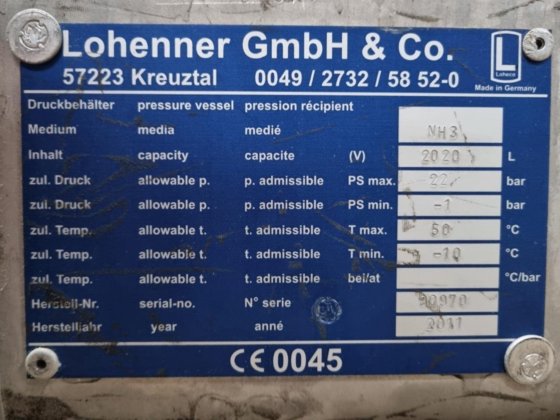 Lohenner GmbH & Co.
57223 Kreuztal 0049 / 2732 / 58 52-0
L
Loheco
Made in Germany
Druckbehälter pressure vessel pression récipient
Medium media medié NH3
Inhalt capacity capacite (V) 2020 L
zul. Druck allowable p. p. admissible PS max. 22 bar
zul. Druck allowable p. p. admissible PS min. -1 bar
zul. Temp. allowable t. t. admissible T max. 50 °C
zul. Temp. allowable t. t. admissible T min. -10 °C
zul. Temp. allowable t. t. admissible bei/at °C/bar
Herstell-Nr. serial-no. N° serie 10970
Herstelljahr year anné 2011
CE 0045